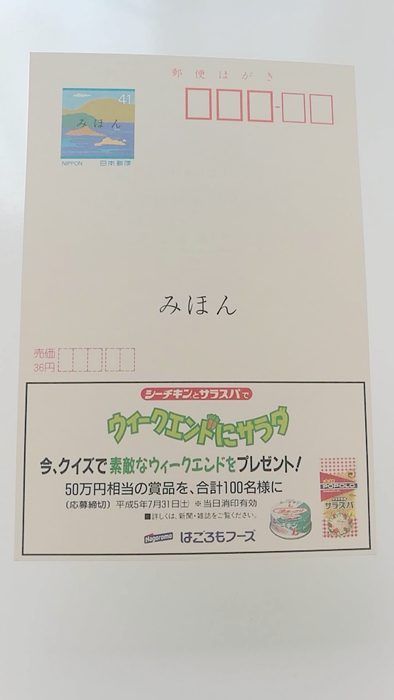 郵便はがき
41
みほん
NIPPON 日本郵便
みほん
売価
36円
シーチキンとサラスパで
ウィークエンドにサラダ
今、クイズで素敵なウィークエンドをプレゼント!
50万円相当の賞品を、合計100名様に
(応募締切) 平成5年7月31日(土) ※当日消印有効
■詳しくは、新聞・雑誌をご覧ください。
Hagoromo はごろもフーズ
POPOLO
サラスパ